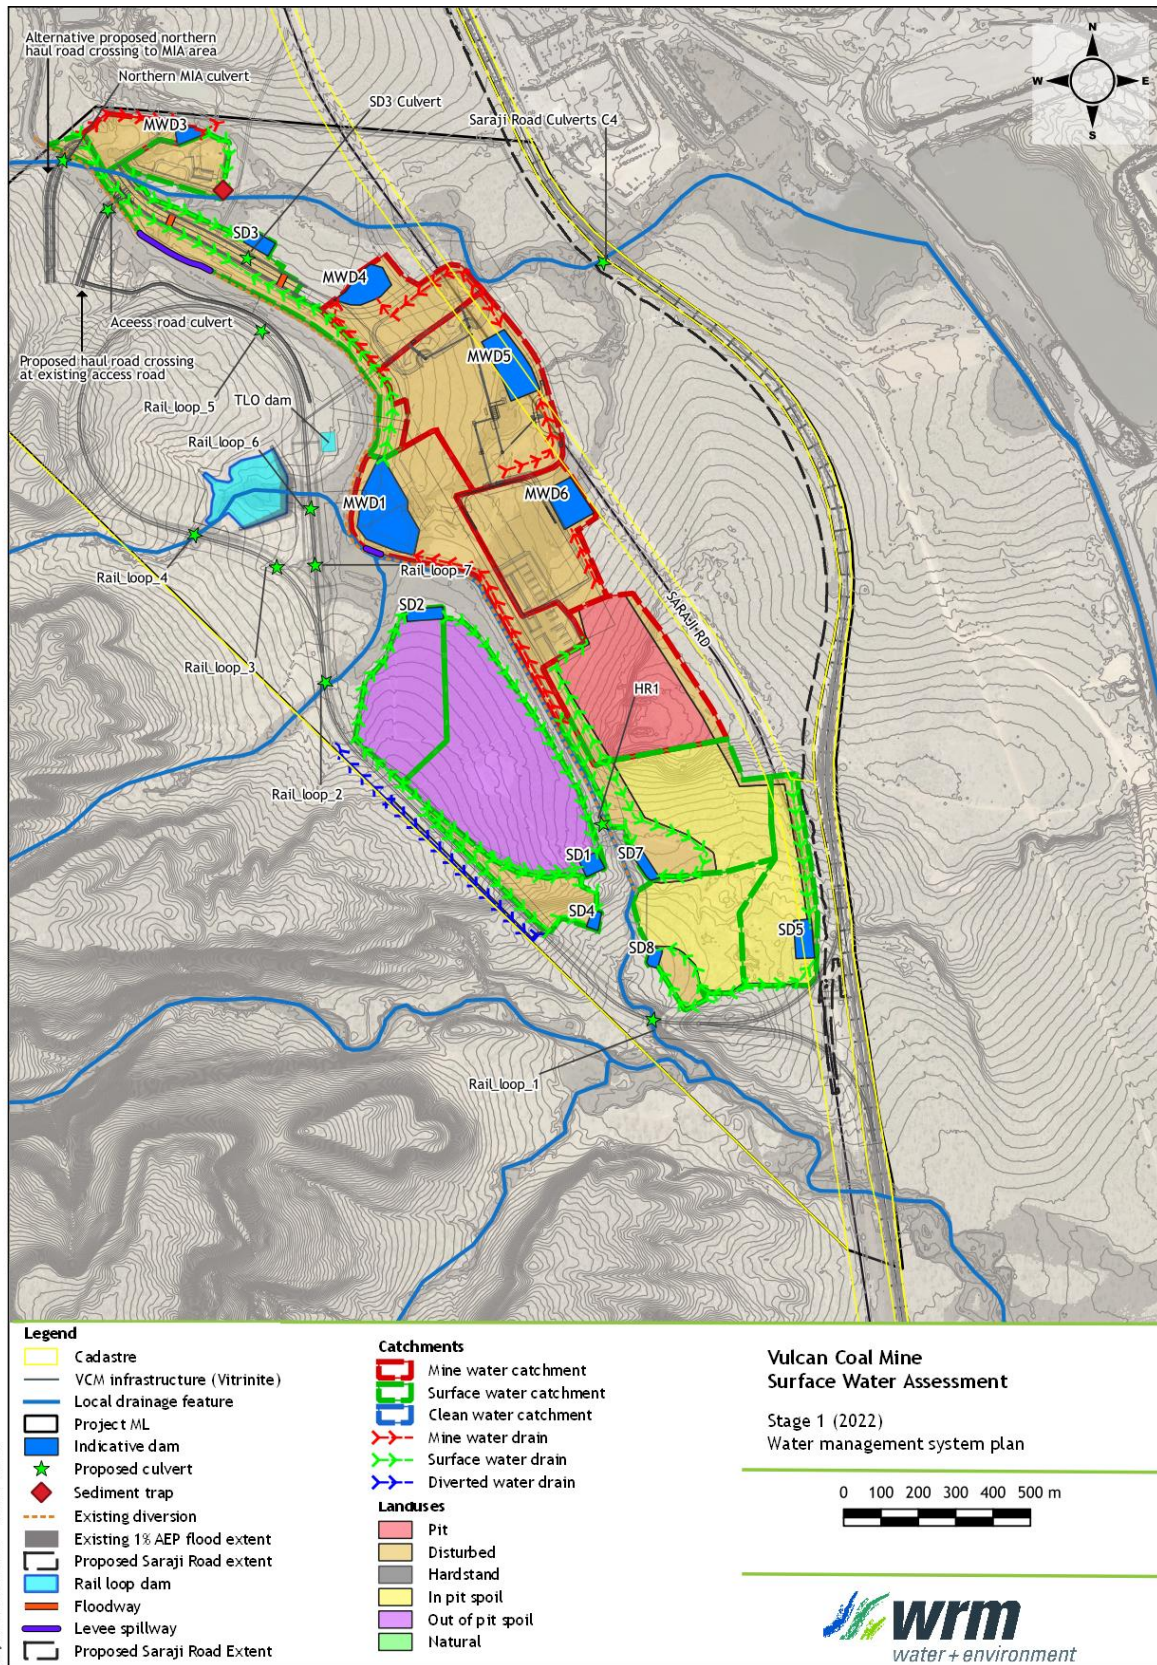 Alternative proposed northern
haul road crossing to MIA area
Northern MIA culvert
SD3 Culvert
Saraji Road Culverts C4
N
W
E
S
MWD3
SD3
MWD4
Aceess road culvert
MWD5
Proposed haul road crossing
at existing access road
Rail_loop_5
TLO dam
Rail_loop_6
MWD1
MWD6
Rail_loop_4
Rail_loop_7
SD2
SARAJI RD
Rail_loop_3
HR1
Rail_loop_2
SD1
SD7
SD4
SD8
SD5
Rail_loop_1
Legend
Cadastre
VCM infrastructure (Vitrinite)
Local drainage feature
Project ML
Indicative dam
Proposed culvert
Sediment trap
Existing diversion
Existing 1% AEP flood extent
Proposed Saraji Road extent
Rail loop dam
Floodway
Levee spillway
Proposed Saraji Road Extent
Catchments
Mine water catchment
Surface water catchment
Clean water catchment
Mine water drain
Surface water drain
Diverted water drain
Landuses
Pit
Disturbed
Hardstand
In pit spoil
Out of pit spoil
Natural
Vulcan Coal Mine
Surface Water Assessment
Stage 1 (2022)
Water management system plan
0 100 200 300 400 500 m
wrm
water + environment